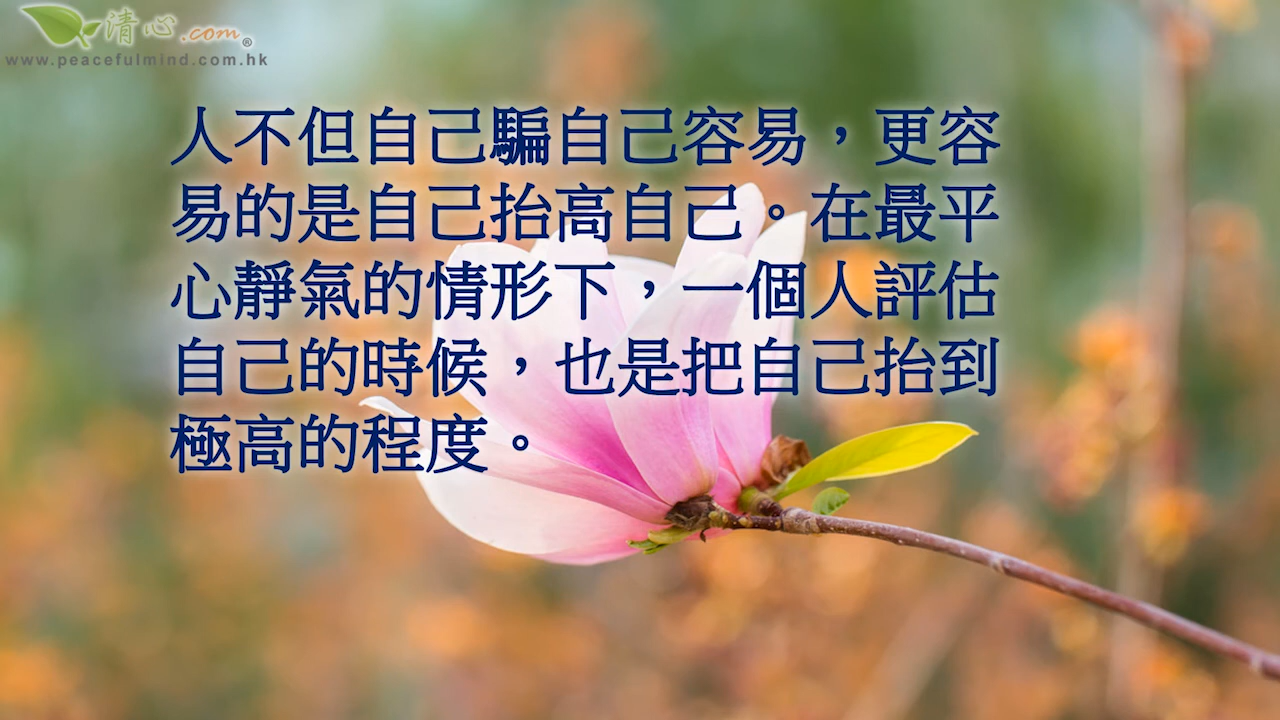 清心.com®
www.peacefulmind.com.hk
人不但自己騙自己容易，更容
易的是自己抬高自己。在最平
心靜氣的情形下，一個人評估
自己的時候，也是把自己抬到
極高的程度。